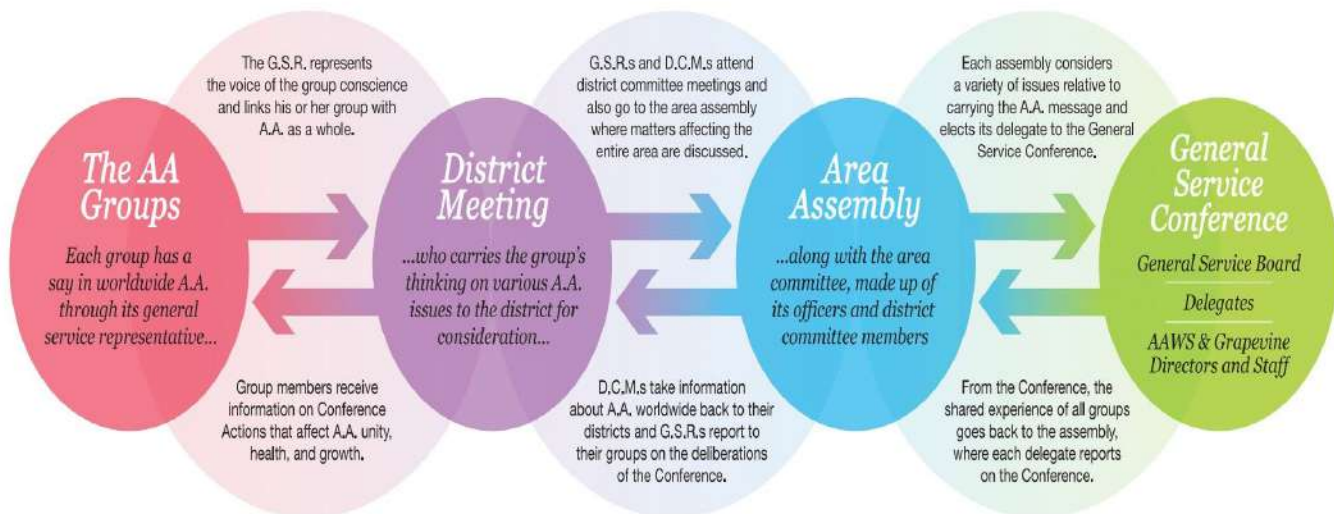 The G.S.R. represents
the voice of the group conscience
and links his or her group with
A.A. as a whole.
G.S.R.s and D.C.M.s attend
district committee meetings and
also go to the area assembly
where matters affecting the
entire area are discussed.
Each assembly considers
a variety of issues relative to
carrying the A.A. message and
elects its delegate to the General
Service Conference.
The AA
Groups
Each group has a
say in worldwide A.A.
through its general
service representative...
District
Meeting
...who carries the group's
thinking on various A.A.
issues to the district for
consideration...
Area
Assembly
...along with the area
committee, made up of
its officers and district
committee members
General
Service
Conference
General Service Board
Delegates
AAWS & Grapevine
Directors and Staff
Group members receive
information on Conference
Actions that affect A.A. unity,
health, and growth.
D.C.M.s take information
about A.A. worldwide back to their
districts and G.S.R.s report to
their groups on the deliberations
of the Conference.
From the Conference, the
shared experience of all groups
goes back to the assembly,
where each delegate reports
on the Conference.